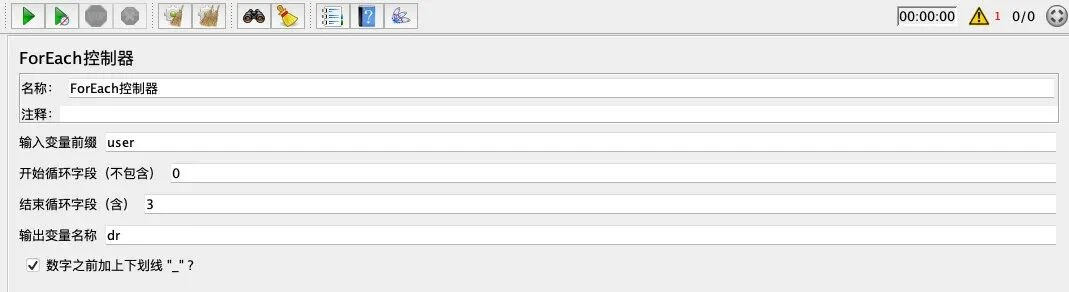 00:00:00 1 0/0
ForEach控制器
名称： ForEach控制器
注释：
输入变量前缀 user
开始循环字段（不包含） 0
结束循环字段（含） 3
输出变量名称 dr
数字之前加上下划线 "_" ?